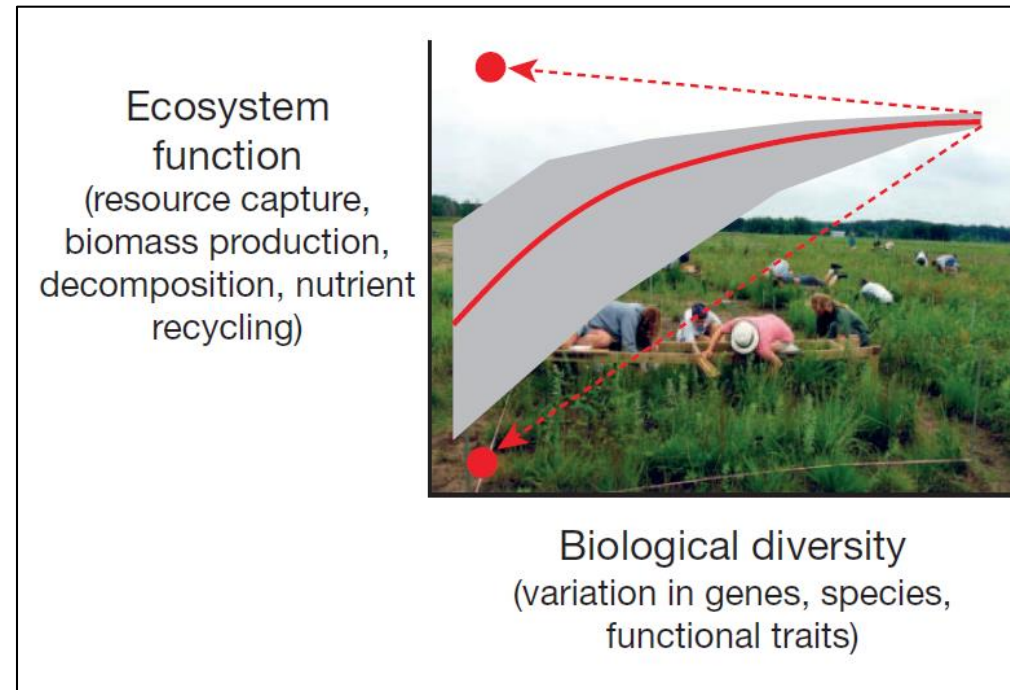 Ecosystem
function
(resource capture,
biomass production,
decomposition, nutrient
recycling)
Biological diversity
(variation in genes, species,
functional traits)